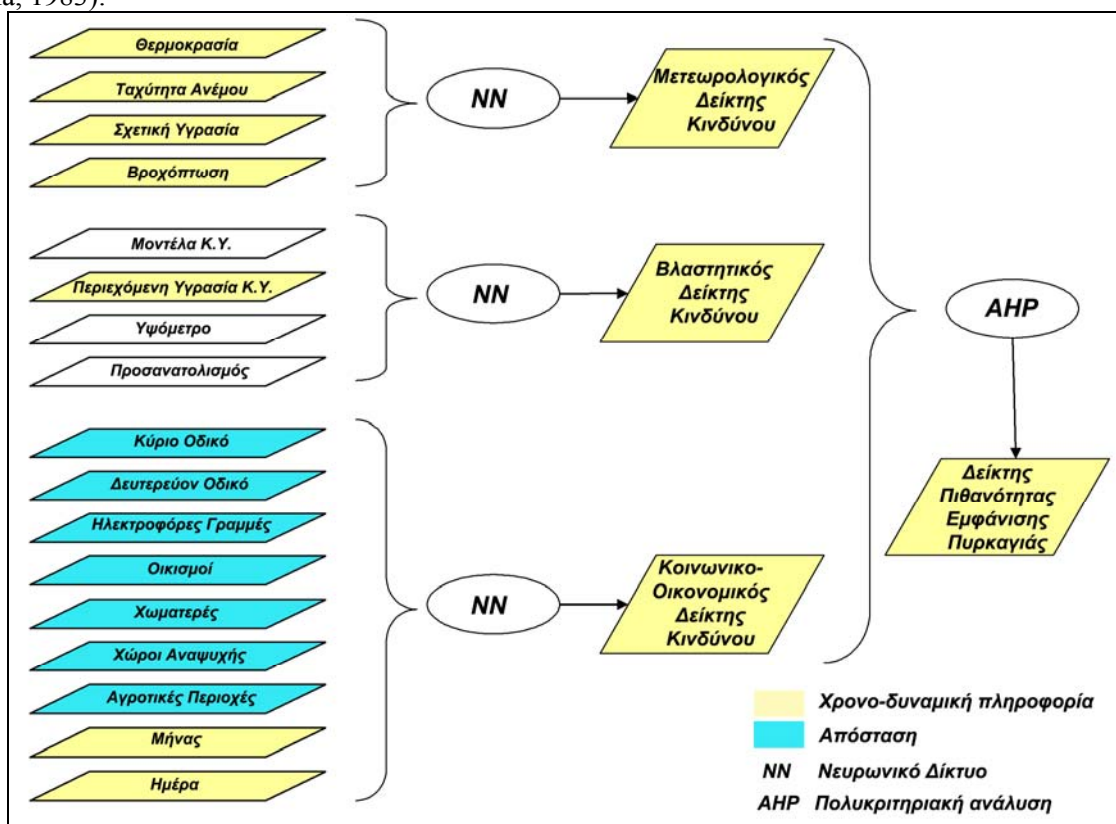 1983).
Θερμοκρασία
Ταχύτητα Ανέμου
Σχετική Υγρασία
Βροχόπτωση
NN
Μετεωρολογικός
Δείκτης
Κινδύνου
Μοντέλα Κ.Υ.
Περιεχόμενη Υγρασία Κ.Υ.
Υψόμετρο
Προσανατολισμός
NN
Βλαστητικός
Δείκτης
Κινδύνου
Κύριο Οδικό
Δευτερεύον Οδικό
Ηλεκτροφόρες Γραμμές
Οικισμοί
Χωματερές
Χώροι Αναψυχής
Αγροτικές Περιοχές
Μήνας
Ημέρα
NN
Κοινωνικο-
Οικονομικός
Δείκτης
Κινδύνου
AHP
Δείκτης
Πιθανότητας
Εμφάνισης
Πυρκαγιάς
Χρονο-δυναμική πληροφορία
Απόσταση
NN Νευρωνικό Δίκτυο
AHP Πολυκριτηριακή ανάλυση